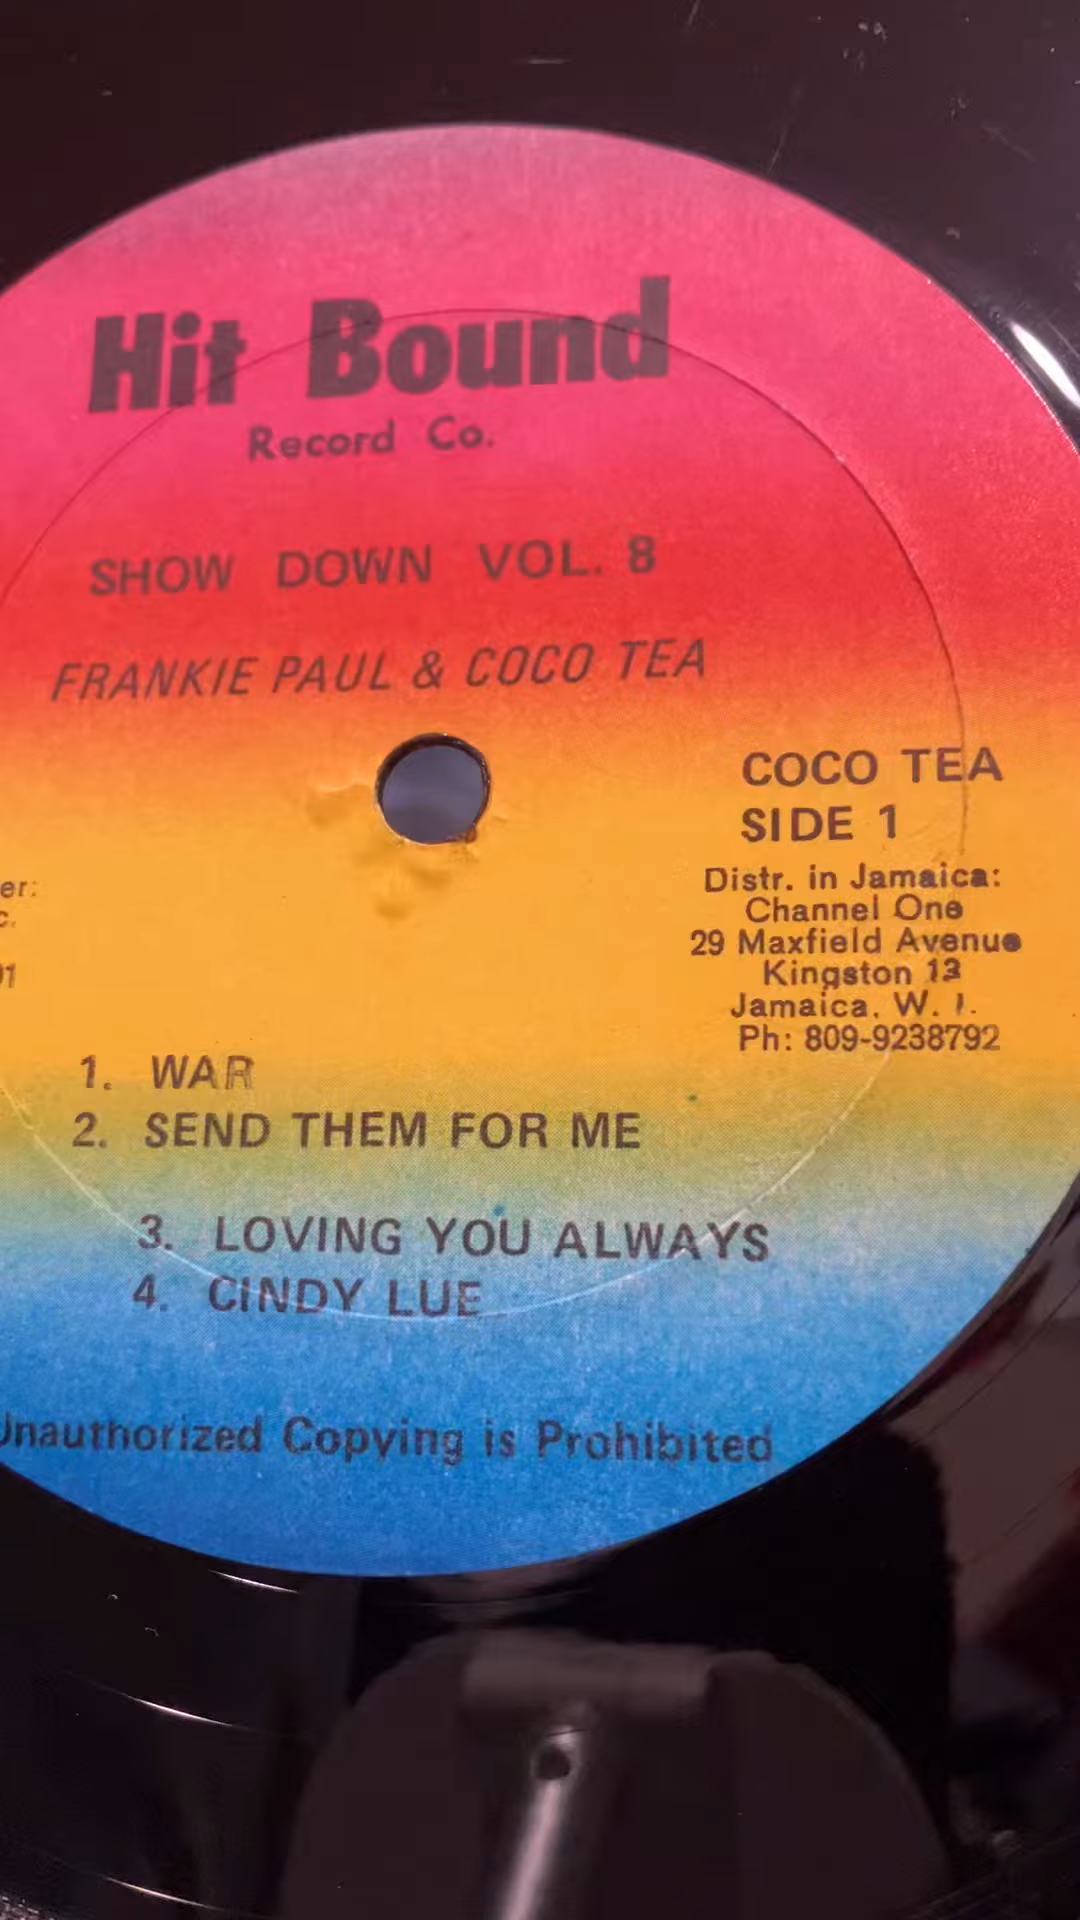 Hit Bound
Record Co.
SHOW DOWN VOL. 8
FRANKIE PAUL & COCO TEA
COCO TEA
SIDE 1
Distr. in Jamaica:
Channel One
29 Maxfield Avenue
Kingston 13
Jamaica, W. I.
Ph: 809-9238792
1. WAR
2. SEND THEM FOR ME
3. LOVING YOU ALWAYS
4. CINDY LUE
Unauthorized Copying is Prohibited